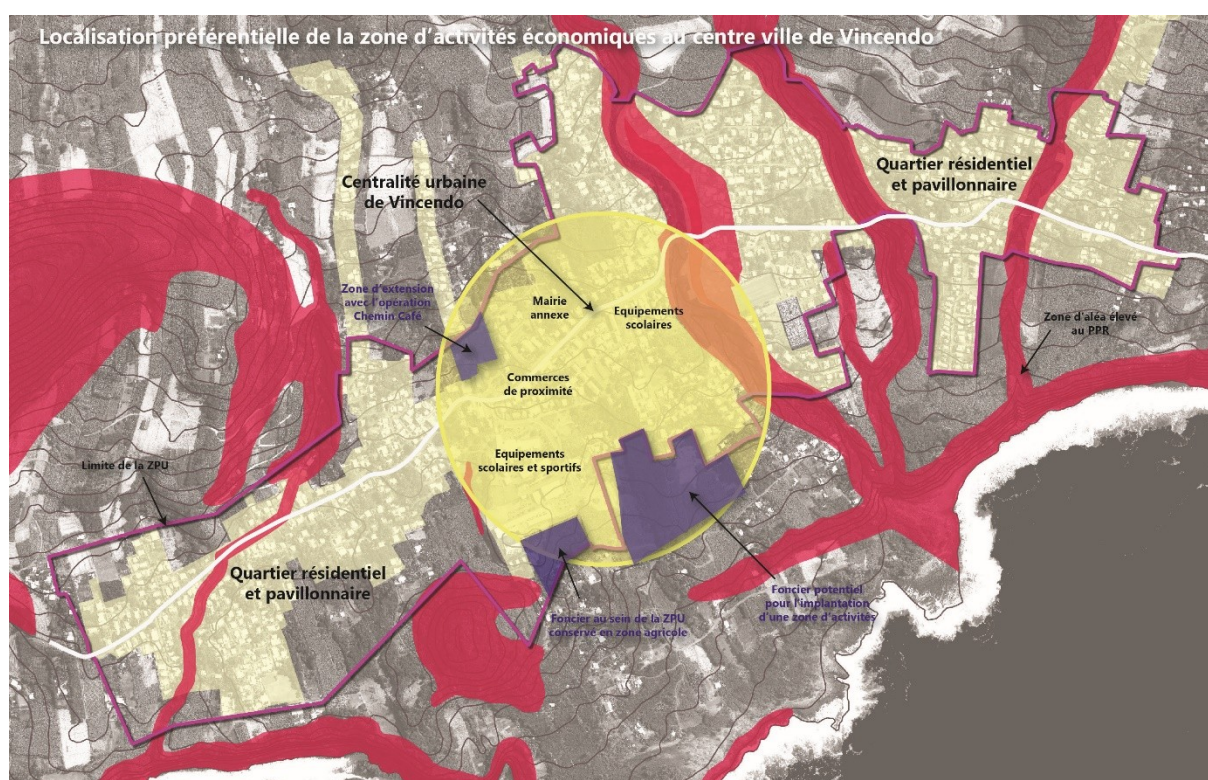 Localisation préférentielle de la zone d'activités économiques au centre ville de Vincendo
Quartier résidentiel
et pavillonnaire
Centralité urbaine
de Vincendo
Zone d'extension
avec l'opération
Chemin Café
Mairie
annexe
Equipements
scolaires
Zone d'aléa élevé
au PPR
Commerces
de proximité
Equipements
scolaires et sportifs
Limite de la ZPU
Quartier résidentiel
et pavillonnaire
Foncier potentiel
pour l'implantation
d'une zone d'activités
Foncier au sein de la ZPU
conservé en zone agricole